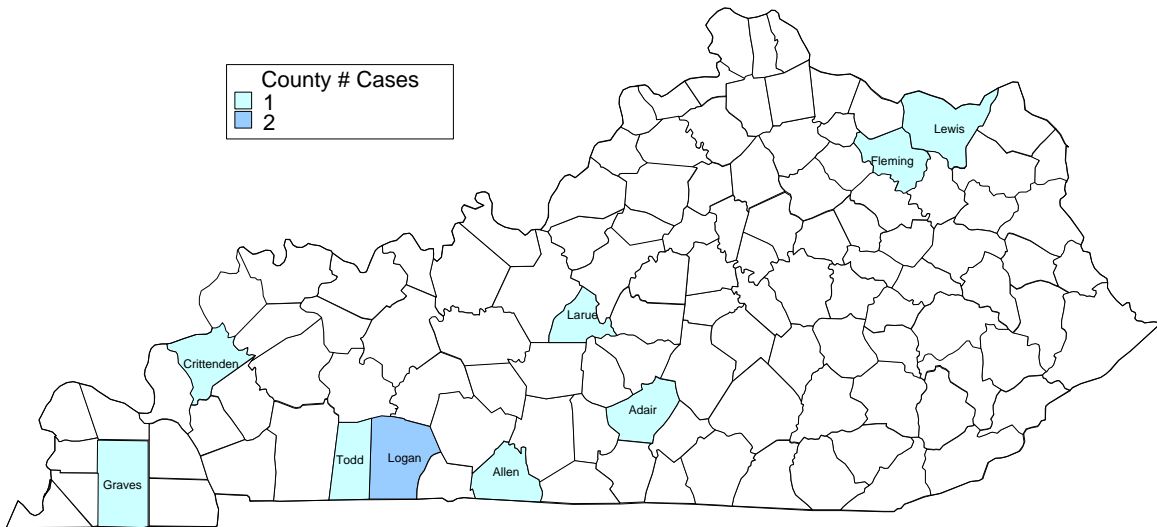 County # Cases
1
2
Lewis
Fleming
Larue
Crittenden
Adair
Todd
Logan
Allen
Graves